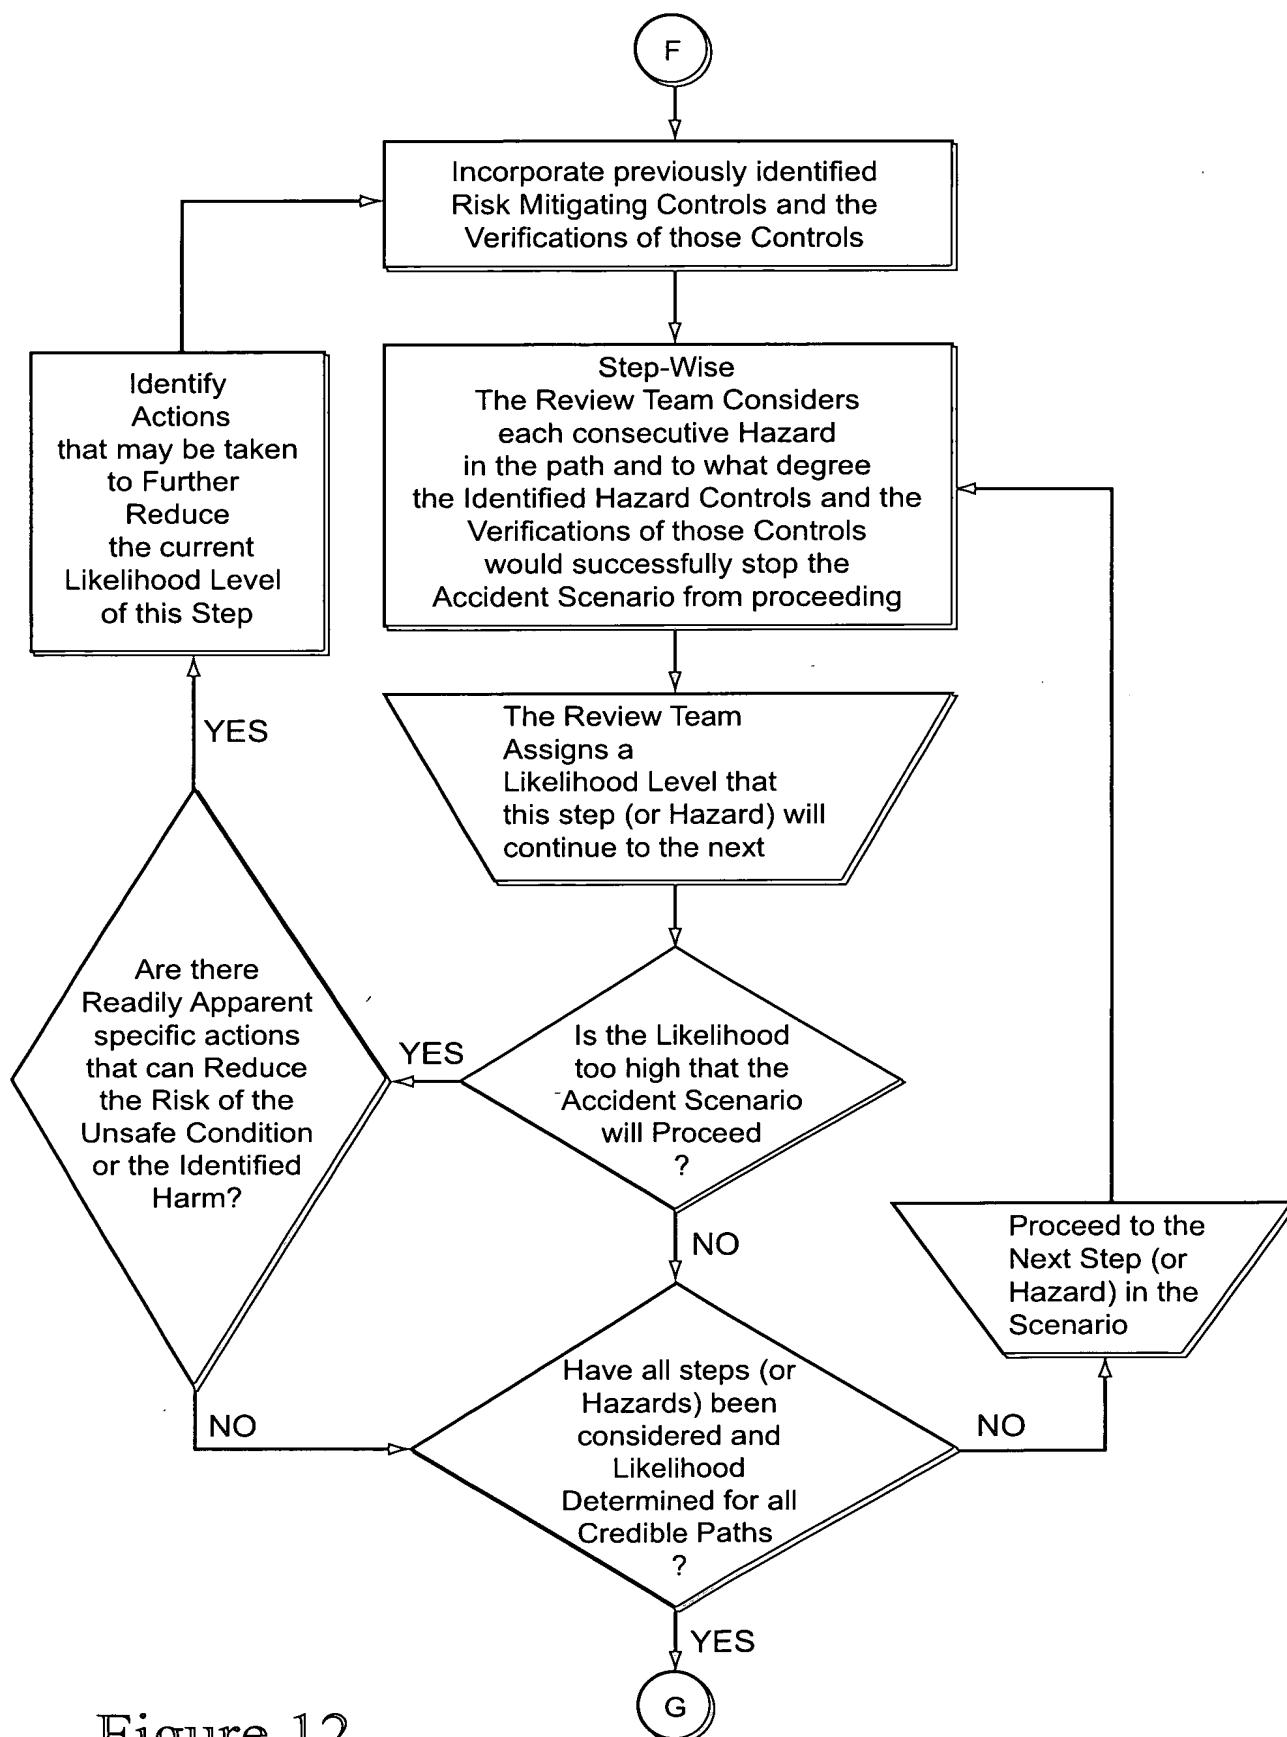 F
Incorporate previously identified
Risk Mitigating Controls and the
Verifications of those Controls
Identify
Actions
that may be taken
to Further
Reduce
the current
Likelihood Level
of this Step
Step-Wise
The Review Team Considers
each consecutive Hazard
in the path and to what degree
the Identified Hazard Controls and the
Verifications of those Controls
would successfully stop the
Accident Scenario from proceeding
YES
The Review Team
Assigns a
Likelihood Level that
this step (or Hazard) will
continue to the next
Are there
Readily Apparent
specific actions
that can Reduce
the Risk of the
Unsafe Condition
or the Identified
Harm?
YES
Is the Likelihood
too high that the
Accident Scenario
will Proceed
?
NO
Proceed to the
Next Step (or
Hazard) in the
Scenario
NO
Have all steps (or
Hazards) been
considered and
Likelihood
Determined for all
Credible Paths
?
NO
YES
G
Figure 12